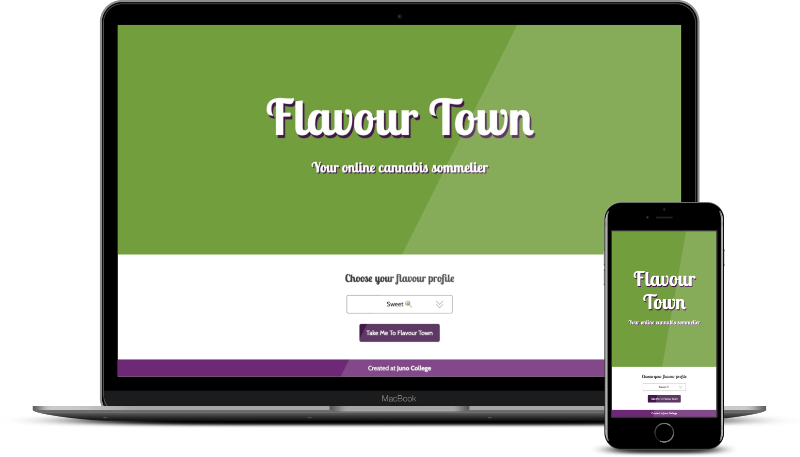 Flavour Town
Your online cannabis sommelier
Choose your flavour profile
Sweet
Take Me To Flavour Town
Created at Juno College
MacBook
Flavour
Town
Your online cannabis sommelier
Choose your flavour profile
Sweet
Take Me To Flavour Town
Created at Juno College